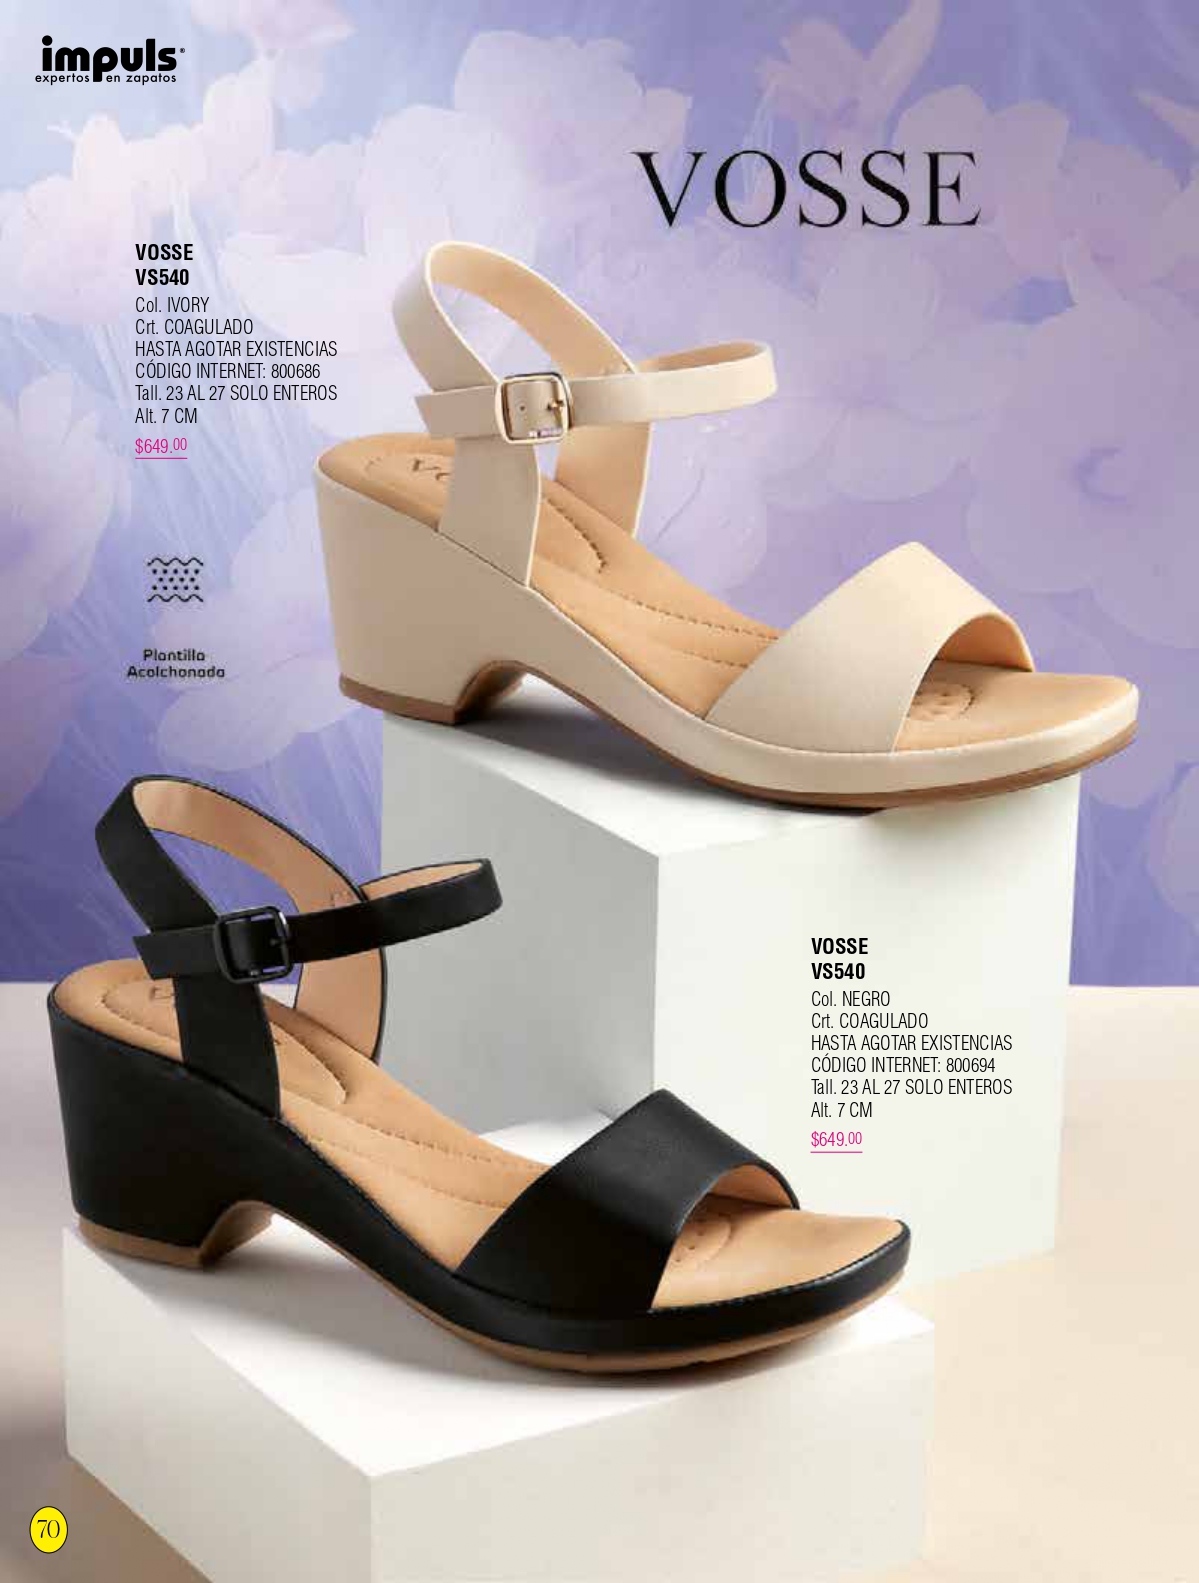 impuls®
expertos en zapatos
VOSSE
VOSSE
VS540
Col. IVORY
Crt. COAGULADO
HASTA AGOTAR EXISTENCIAS
CÓDIGO INTERNET: 800686
Tall. 23 AL 27 SOLO ENTEROS
Alt. 7 CM
$649.00
Plantilla
Acolchonada
VOSSE
VS540
Col. NEGRO
Crt. COAGULADO
HASTA AGOTAR EXISTENCIAS
CÓDIGO INTERNET: 800694
Tall. 23 AL 27 SOLO ENTEROS
Alt. 7 CM
$649.00
70